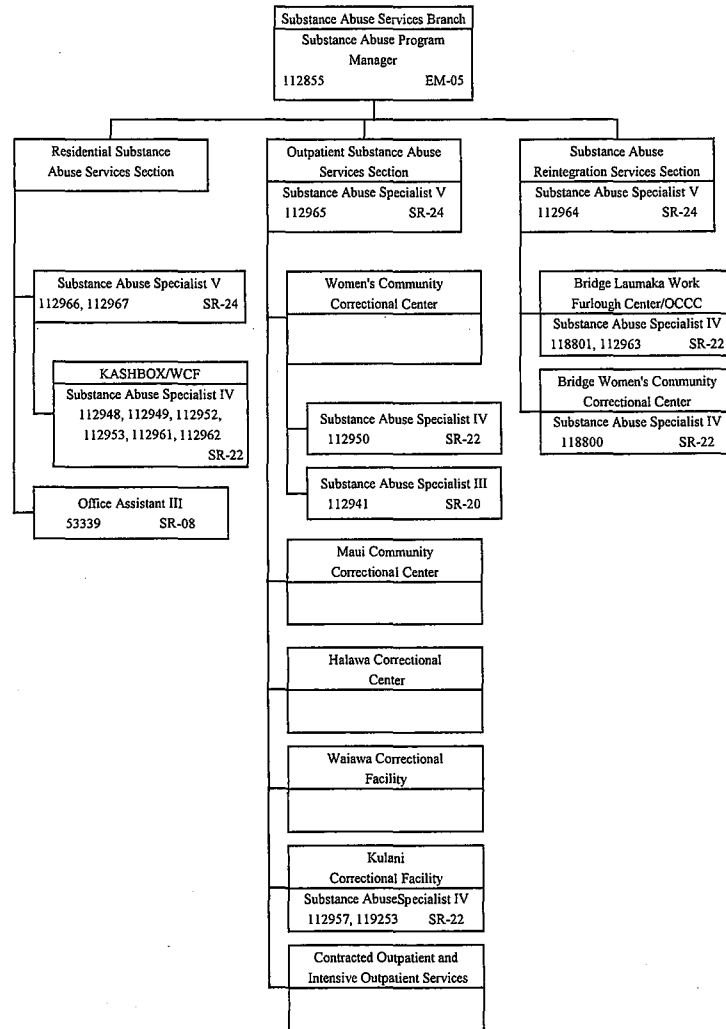 Substance Abuse Services Branch
Substance Abuse Program
Manager
112855 EM-05
Residential Substance
Abuse Services Section
Substance Abuse Specialist V
112966, 112967 SR-24
KASHBOX/WCF
Substance Abuse Specialist IV
112948, 112949, 112952,
112953, 112961, 112962
SR-22
Office Assistant III
53339 SR-08
Outpatient Substance Abuse
Services Section
Substance Abuse Specialist V
112965 SR-24
Women's Community
Correctional Center
Substance Abuse Specialist IV
112950 SR-22
Substance Abuse Specialist III
112941 SR-20
Maui Community
Correctional Center
Halawa Correctional
Center
Waiawa Correctional
Facility
Kulani
Correctional Facility
Substance AbuseSpecialist IV
112957, 119253 SR-22
Contracted Outpatient and
Intensive Outpatient Services
Substance Abuse
Reintegration Services Section
Substance Abuse Specialist V
112964 SR-24
Bridge Laumaka Work
Furlough Center/OCCC
Substance Abuse Specialist IV
118801, 112963 SR-22
Bridge Women's Community
Correctional Center
Substance Abuse Specialist IV
118800 SR-22